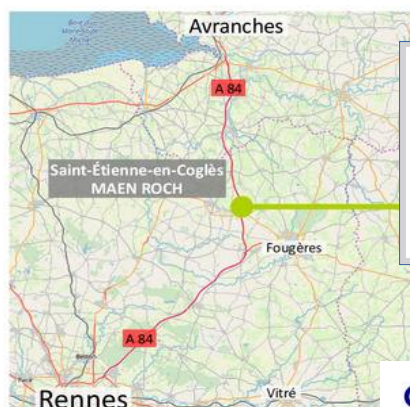 Avranches
A 84
Saint-Étienne-en-Coglès
MAEN ROCH
Fougères
A 84
Rennes
Vitré